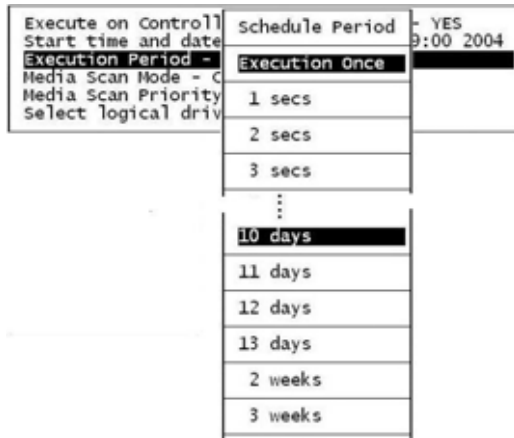 Execute on Controll - YES
Start time and date 9:00 2004
Execution Period -
Media Scan Mode - C
Media Scan Priority
Select logical driv
Schedule Period
Execution Once
1 secs
2 secs
3 secs
10 days
11 days
12 days
13 days
2 weeks
3 weeks